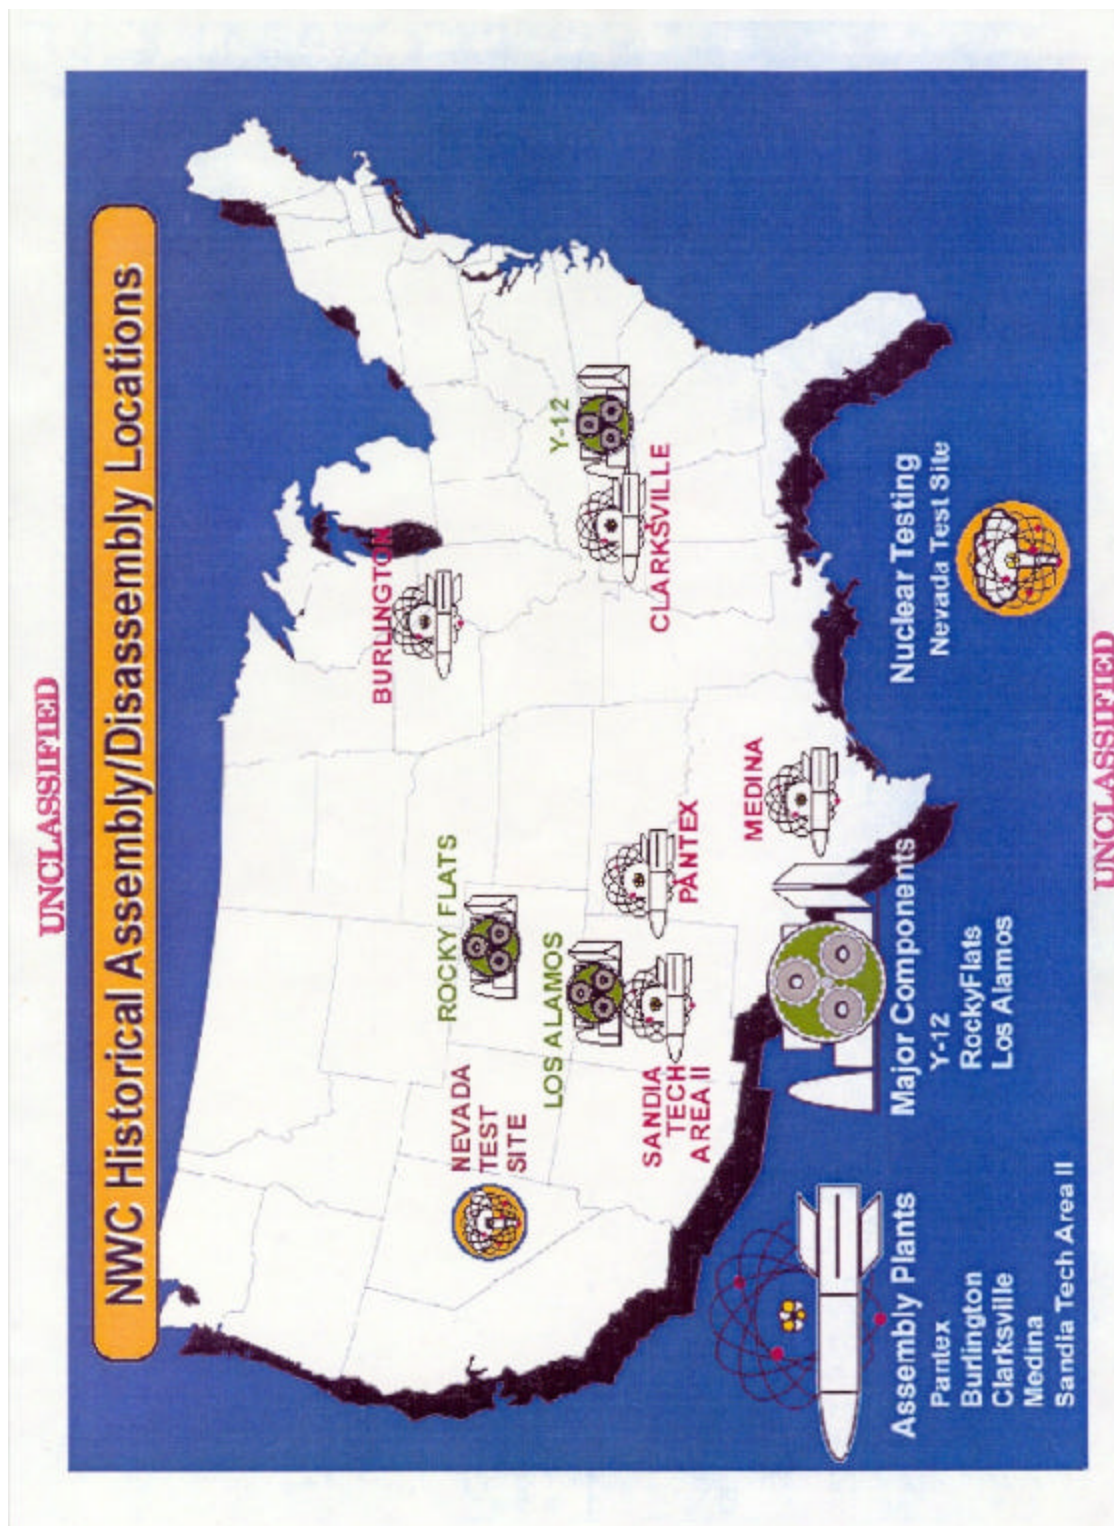 UNCLASSIFIED
NWC Historical Assembly/Disassembly Locations
BURLINGTON
Y-12
ROCKY FLATS
NEVADA
TEST
SITE
LOS ALAMOS
CLARKSVILLE
PANTEX
SANDIA
TECH
AREA II
MEDINA
Assembly Plants
Pantex
Burlington
Clarksville
Medina
Sandia Tech Area II
Major Components
Y-12
RockyFlats
Los Alamos
Nuclear Testing
Nevada Test Site
UNCLASSIFIED